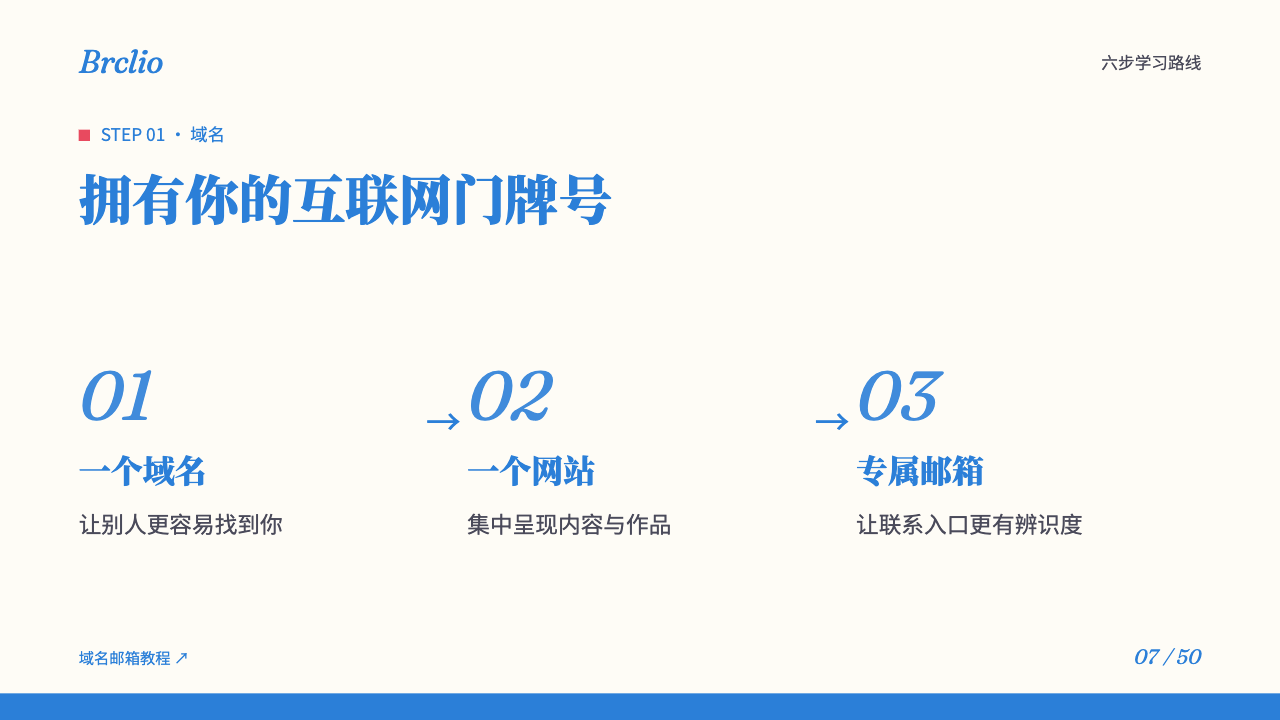 Brclio
六步学习路线
STEP 01 · 域名
拥有你的互联网门牌号
01
→
02
→
03
一个域名
一个网站
专属邮箱
让别人更容易找到你
集中呈现内容与作品
让联系入口更有辨识度
域名邮箱教程 ↗
07 / 50